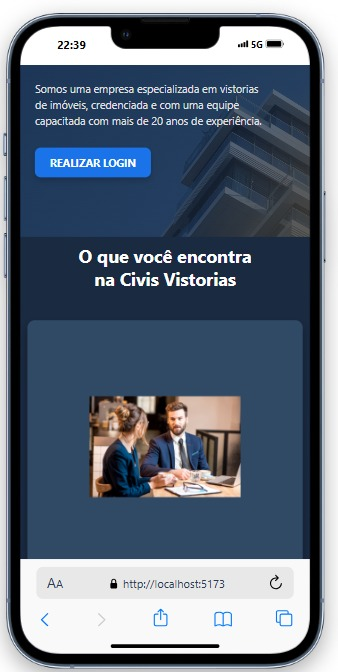 22:39
5G
Somos uma empresa especializada em vistorias
de imóveis, credenciada e com uma equipe
capacitada com mais de 20 anos de experiência.
REALIZAR LOGIN
O que você encontra
na Civis Vistorias
AA
http://localhost:5173